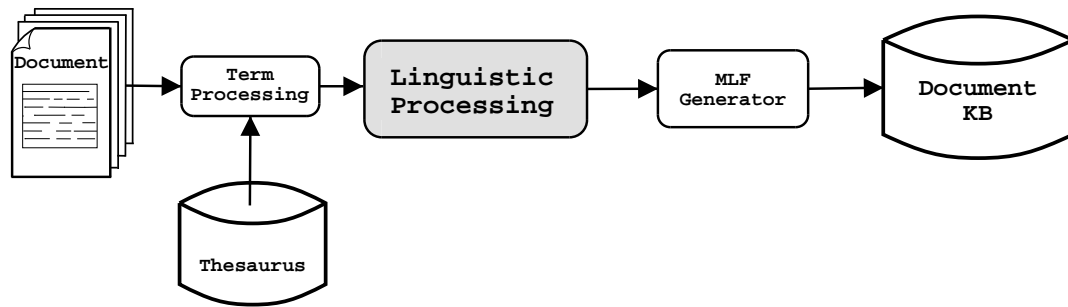 Document
Term
Processing
Linguistic
Processing
MLF
Generator
Document
KB
Thesaurus